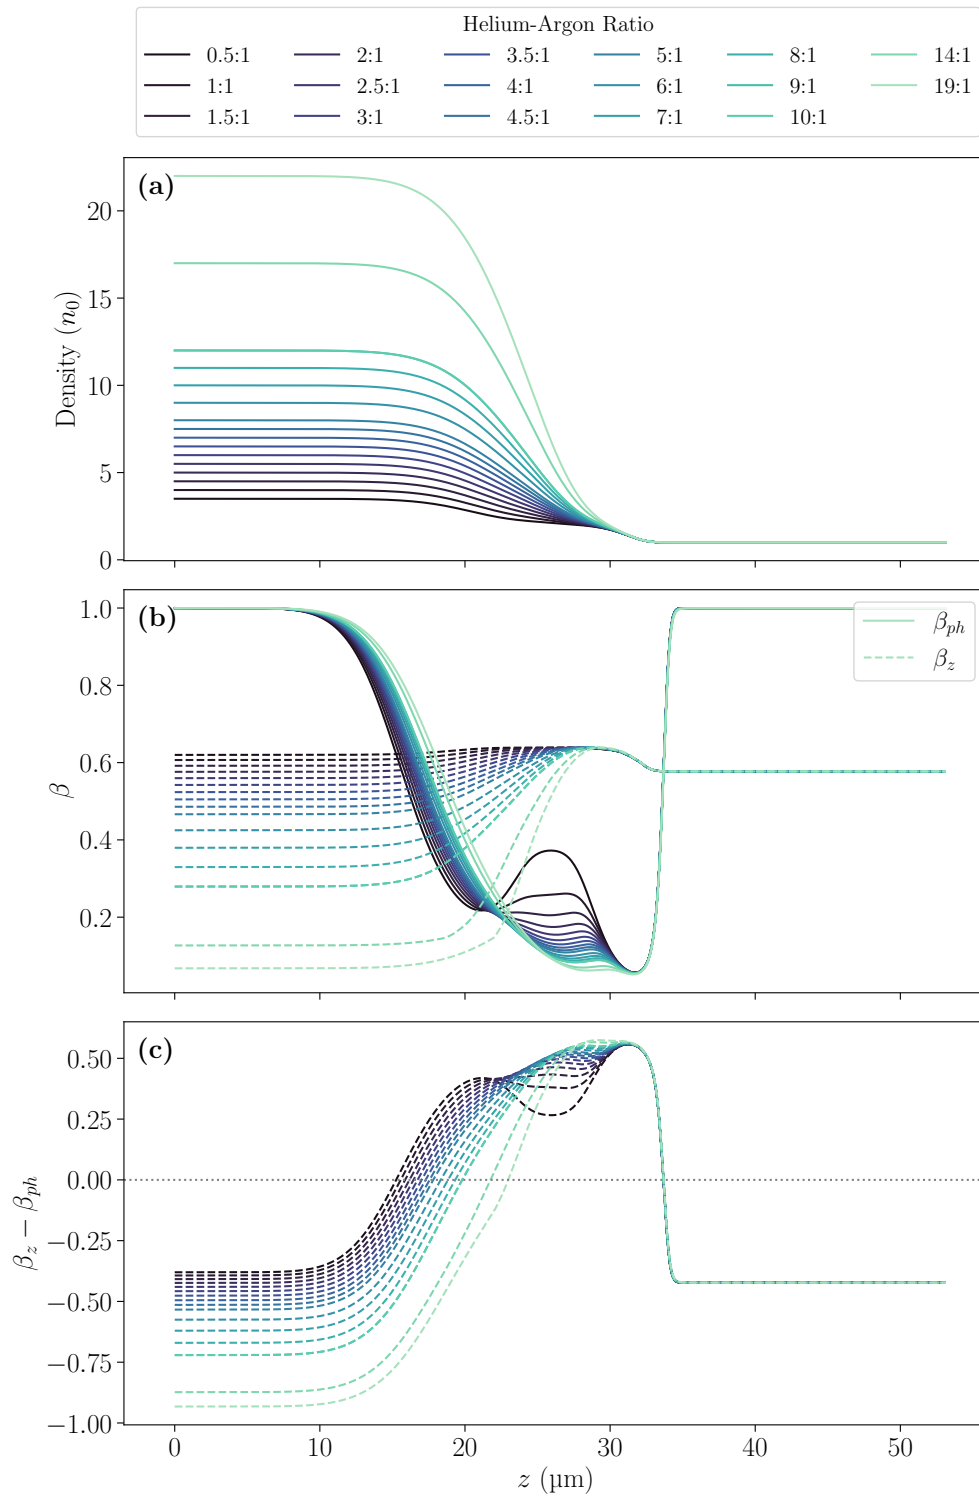 Helium-Argon Ratio
0.5:1 2:1 3.5:1 5:1 8:1 14:1
1:1 2.5:1 4:1 6:1 9:1 19:1
1.5:1 3:1 4.5:1 7:1 10:1
(a)
20
15
10
5
0
Density (n₀)
(b)
1.0
0.8
0.6
0.4
0.2
β
β_ph
β_z
(c)
0.50
0.25
0.00
−0.25
−0.50
−0.75
−1.00
β_z − β_ph
0 10 20 30 40 50
z (µm)